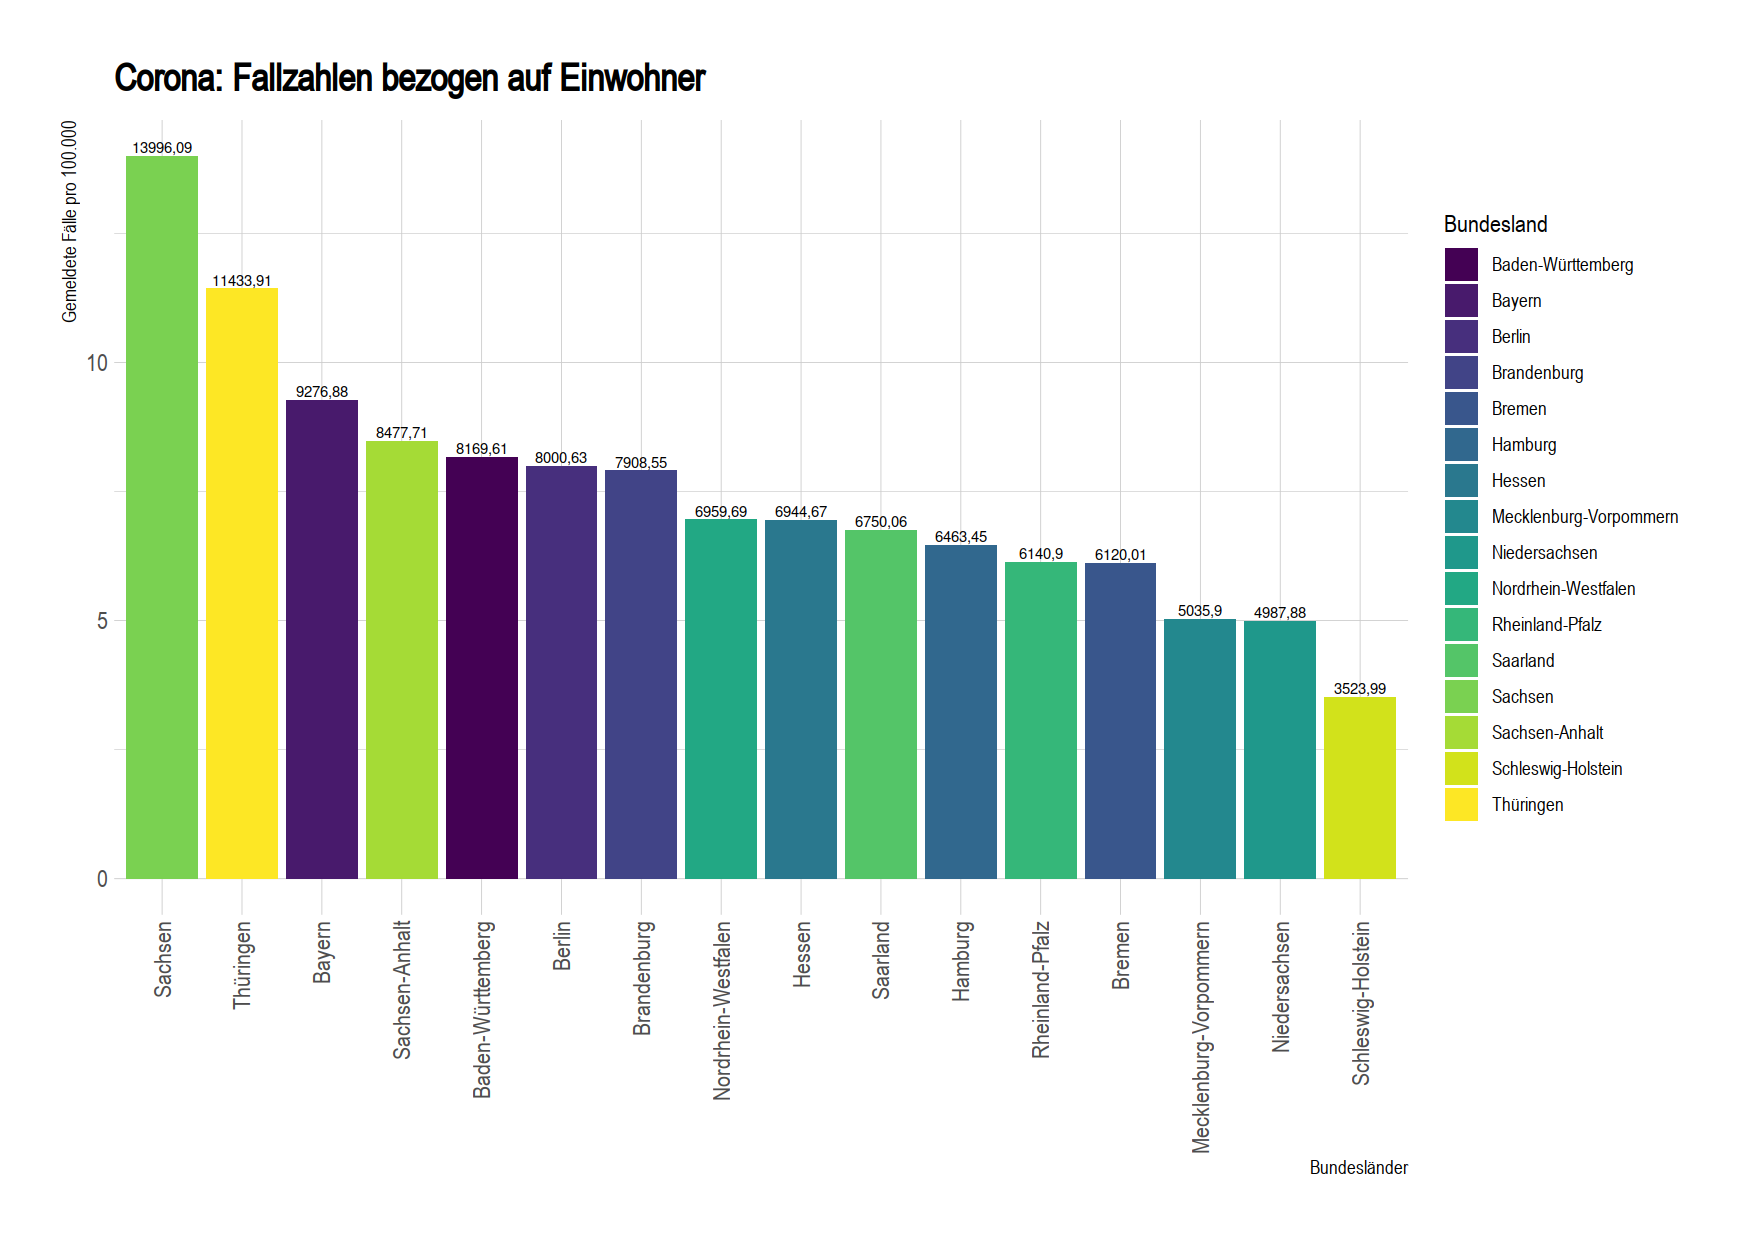 Corona: Fallzahlen bezogen auf Einwohner
Gemeldete Fälle pro 100.000
13996,09
11433,91
9276,88
8477,71
8169,61
8000,63
7908,55
6959,69
6944,67
6750,06
6463,45
6140,9
6120,01
5035,9
4987,88
3523,99
10
5
0
Sachsen
Thüringen
Bayern
Sachsen-Anhalt
Baden-Württemberg
Berlin
Brandenburg
Nordrhein-Westfalen
Hessen
Saarland
Hamburg
Rheinland-Pfalz
Bremen
Mecklenburg-Vorpommern
Niedersachsen
Schleswig-Holstein
Bundesländer
Bundesland
Baden-Württemberg
Bayern
Berlin
Brandenburg
Bremen
Hamburg
Hessen
Mecklenburg-Vorpommern
Niedersachsen
Nordrhein-Westfalen
Rheinland-Pfalz
Saarland
Sachsen
Sachsen-Anhalt
Schleswig-Holstein
Thüringen